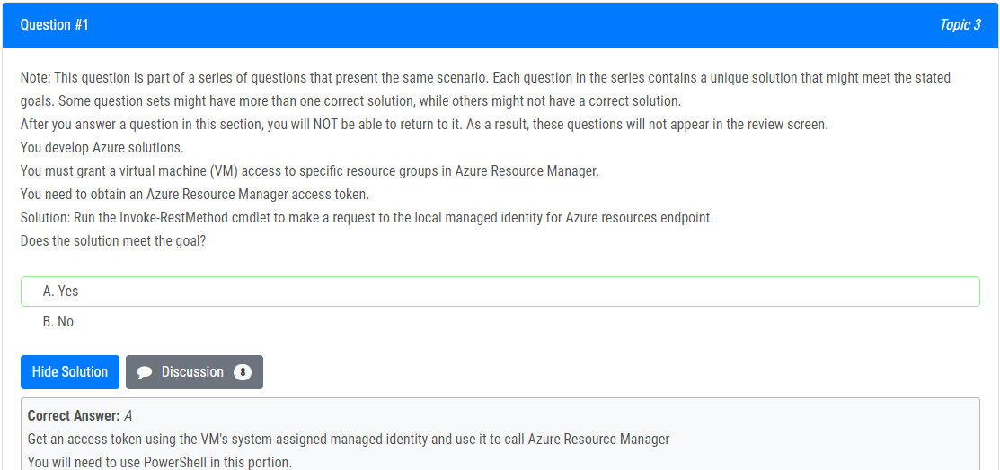 Question #1
Topic 3
Note: This question is part of a series of questions that present the same scenario. Each question in the series contains a unique solution that might meet the stated
goals. Some question sets might have more than one correct solution, while others might not have a correct solution.
After you answer a question in this section, you will NOT be able to return to it. As a result, these questions will not appear in the review screen.
You develop Azure solutions.
You must grant a virtual machine (VM) access to specific resource groups in Azure Resource Manager.
You need to obtain an Azure Resource Manager access token.
Solution: Run the Invoke-RestMethod cmdlet to make a request to the local managed identity for Azure resources endpoint.
Does the solution meet the goal?
A. Yes
B. No
Hide Solution
Discussion 8
Correct Answer: A
Get an access token using the VM's system-assigned managed identity and use it to call Azure Resource Manager
You will need to use PowerShell in this portion.